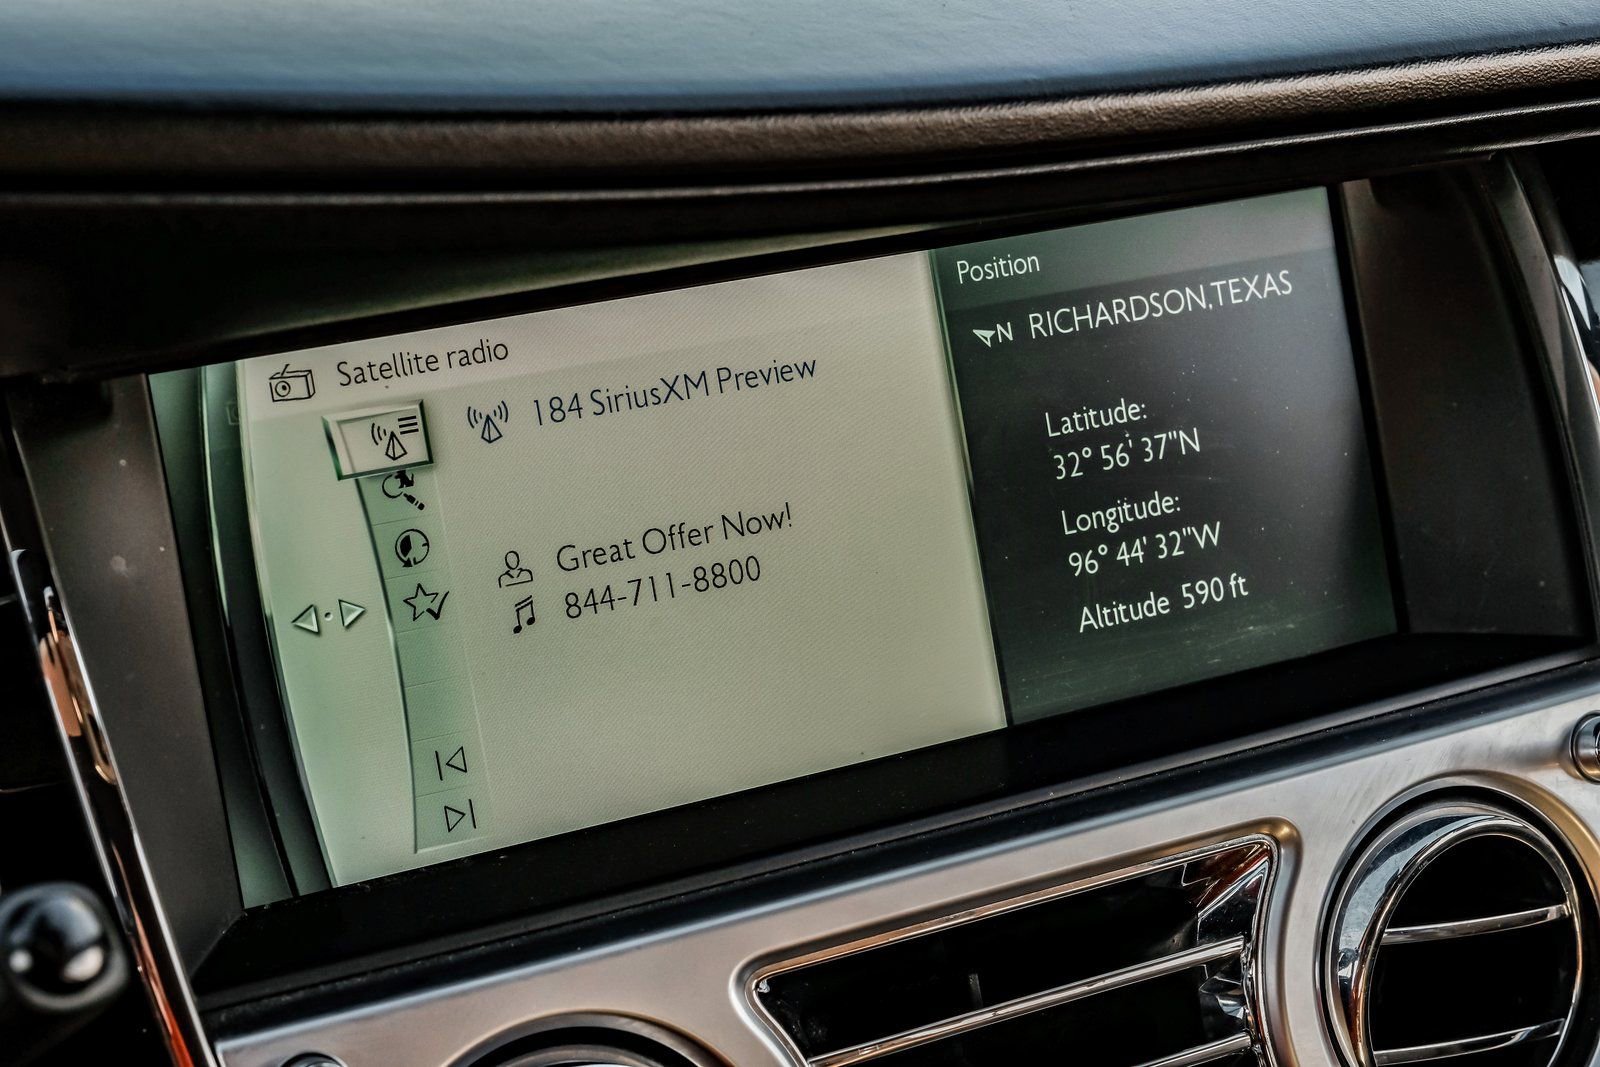 Satellite radio
184 SiriusXM Preview
Great Offer Now!
844-711-8800
Position
N RICHARDSON,TEXAS
Latitude:
32° 56' 37"N
Longitude:
96° 44' 32"W
Altitude 590 ft